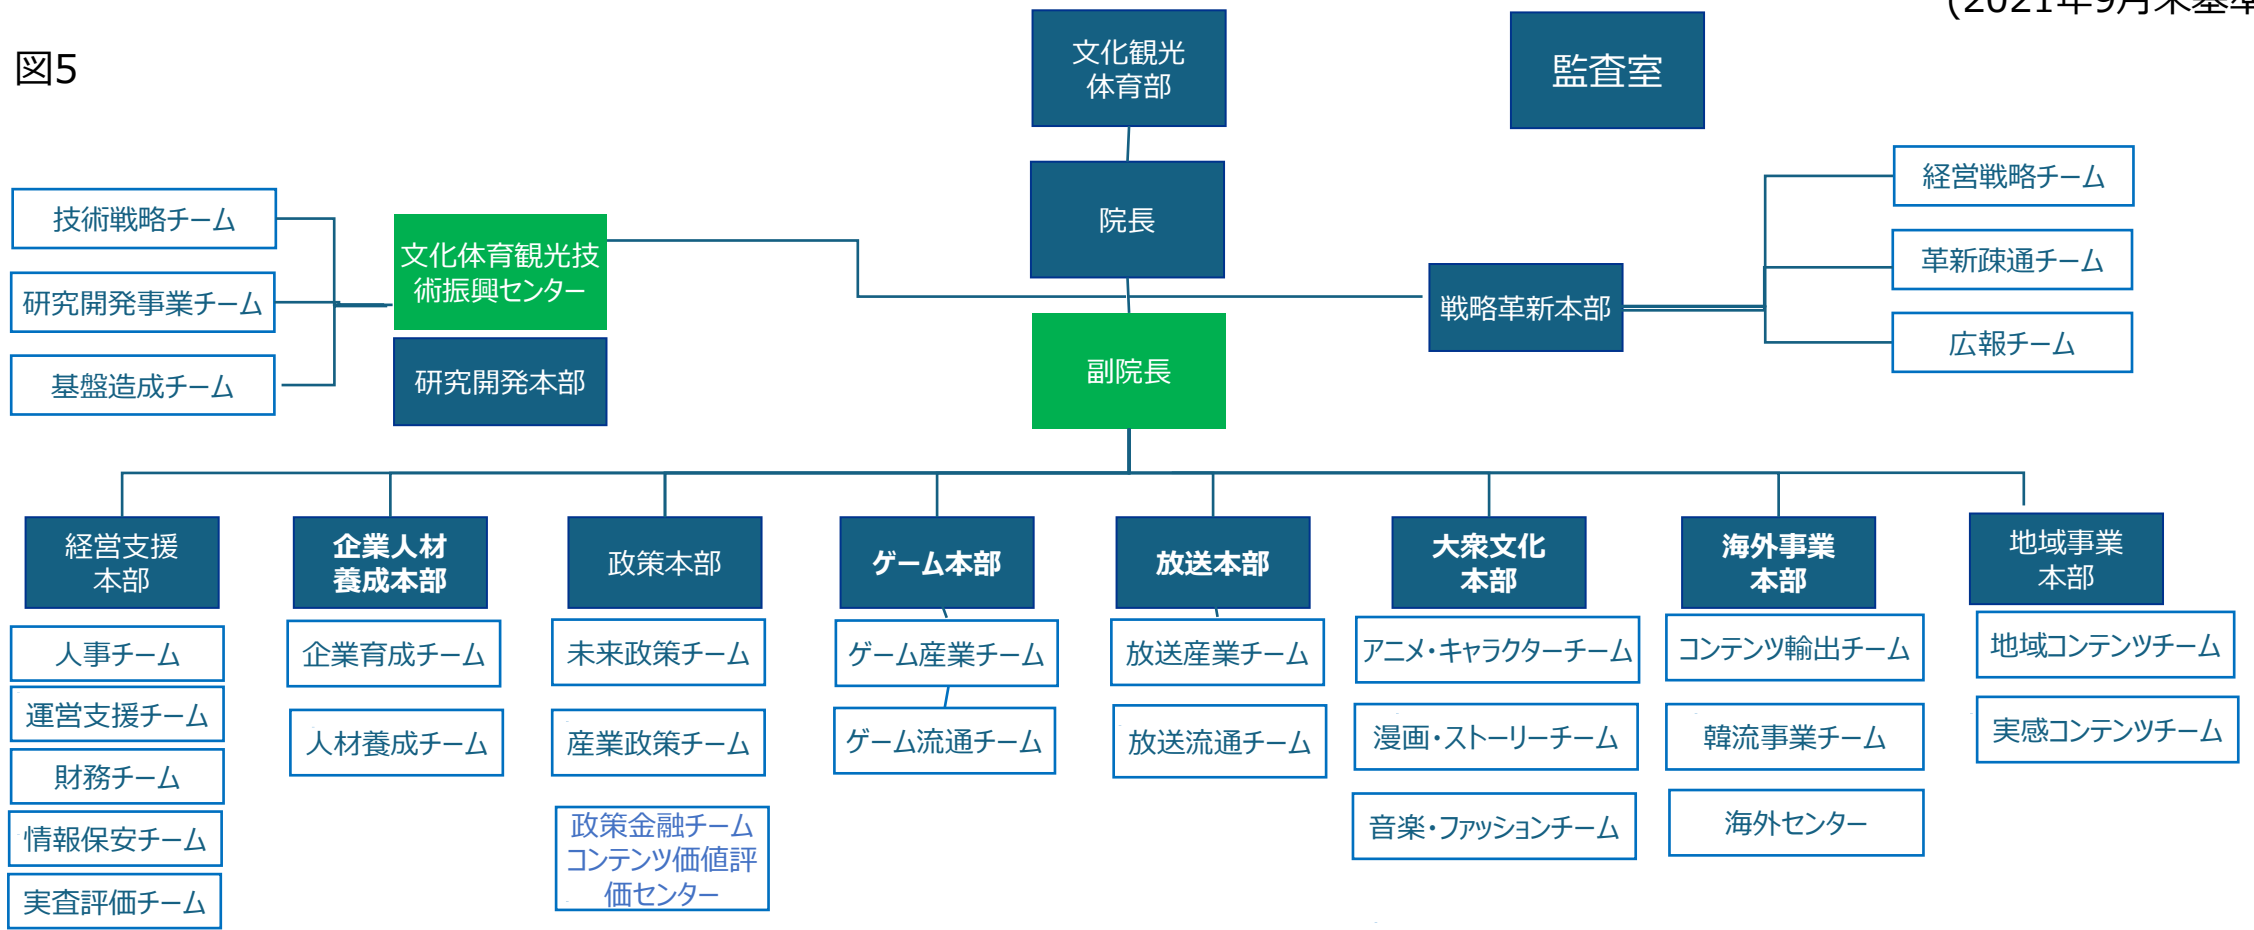 (2021年9月末基準
図5
文化観光
体育部
監査室
院長
経営戦略チーム
技術戦略チーム
文化体育観光技
術振興センター
革新疎通チーム
研究開発事業チーム
戦略革新本部
広報チーム
基盤造成チーム
研究開発本部
副院長
経営支援
本部
企業人材
養成本部
政策本部
ゲーム本部
放送本部
大衆文化
本部
海外事業
本部
地域事業
本部
人事チーム
企業育成チーム
未来政策チーム
ゲーム産業チーム
放送産業チーム
アニメ・キャラクターチーム
コンテンツ輸出チーム
地域コンテンツチーム
運営支援チーム
人材養成チーム
産業政策チーム
ゲーム流通チーム
放送流通チーム
漫画・ストーリーチーム
韓流事業チーム
実感コンテンツチーム
財務チーム
政策金融チーム
コンテンツ価値評
価センター
音楽・ファッションチーム
海外センター
情報保安チーム
実査評価チーム